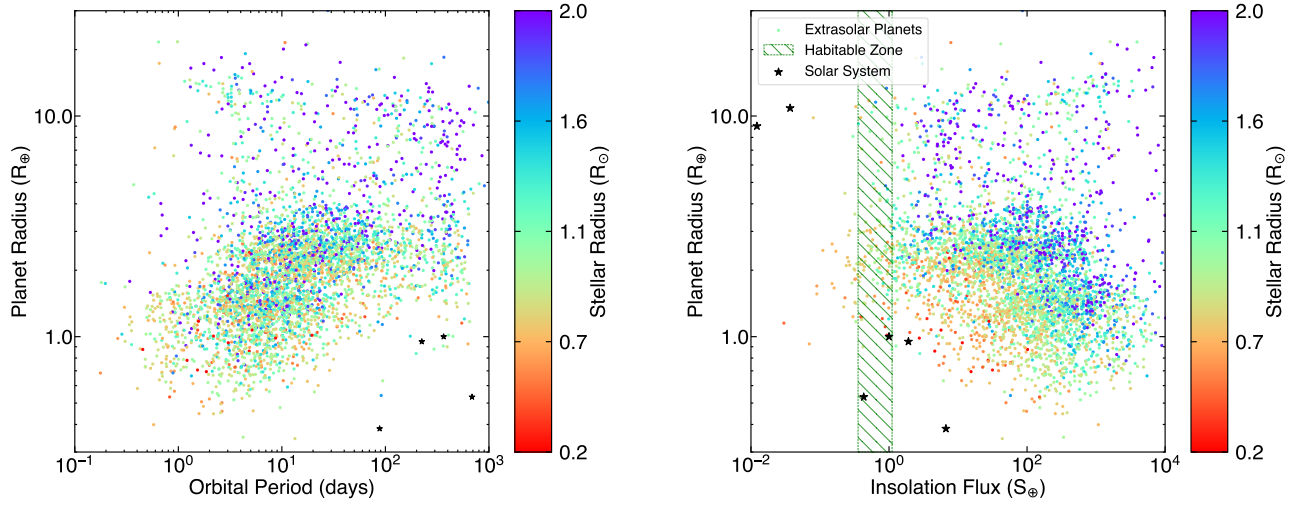 10.0
1.0
Planet Radius (R⊕)
10⁻¹ 10⁰ 10¹ 10² 10³
Orbital Period (days)
2.0
1.6
1.1
0.7
0.2
Stellar Radius (R☉)
Extrasolar Planets
Habitable Zone
Solar System
10.0
1.0
Planet Radius (R⊕)
10⁻² 10⁰ 10² 10⁴
Insolation Flux (S⊕)
2.0
1.6
1.1
0.7
0.2
Stellar Radius (R☉)